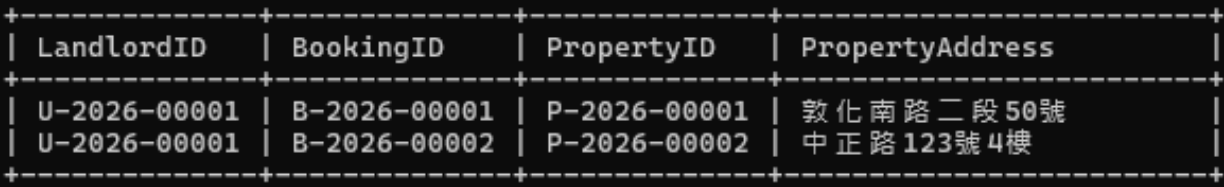 | LandlordID | BookingID | PropertyID | PropertyAddress |
| U-2026-00001 | B-2026-00001 | P-2026-00001 | 敦化南路二段50號 |
| U-2026-00001 | B-2026-00002 | P-2026-00002 | 中正路123號4樓 |